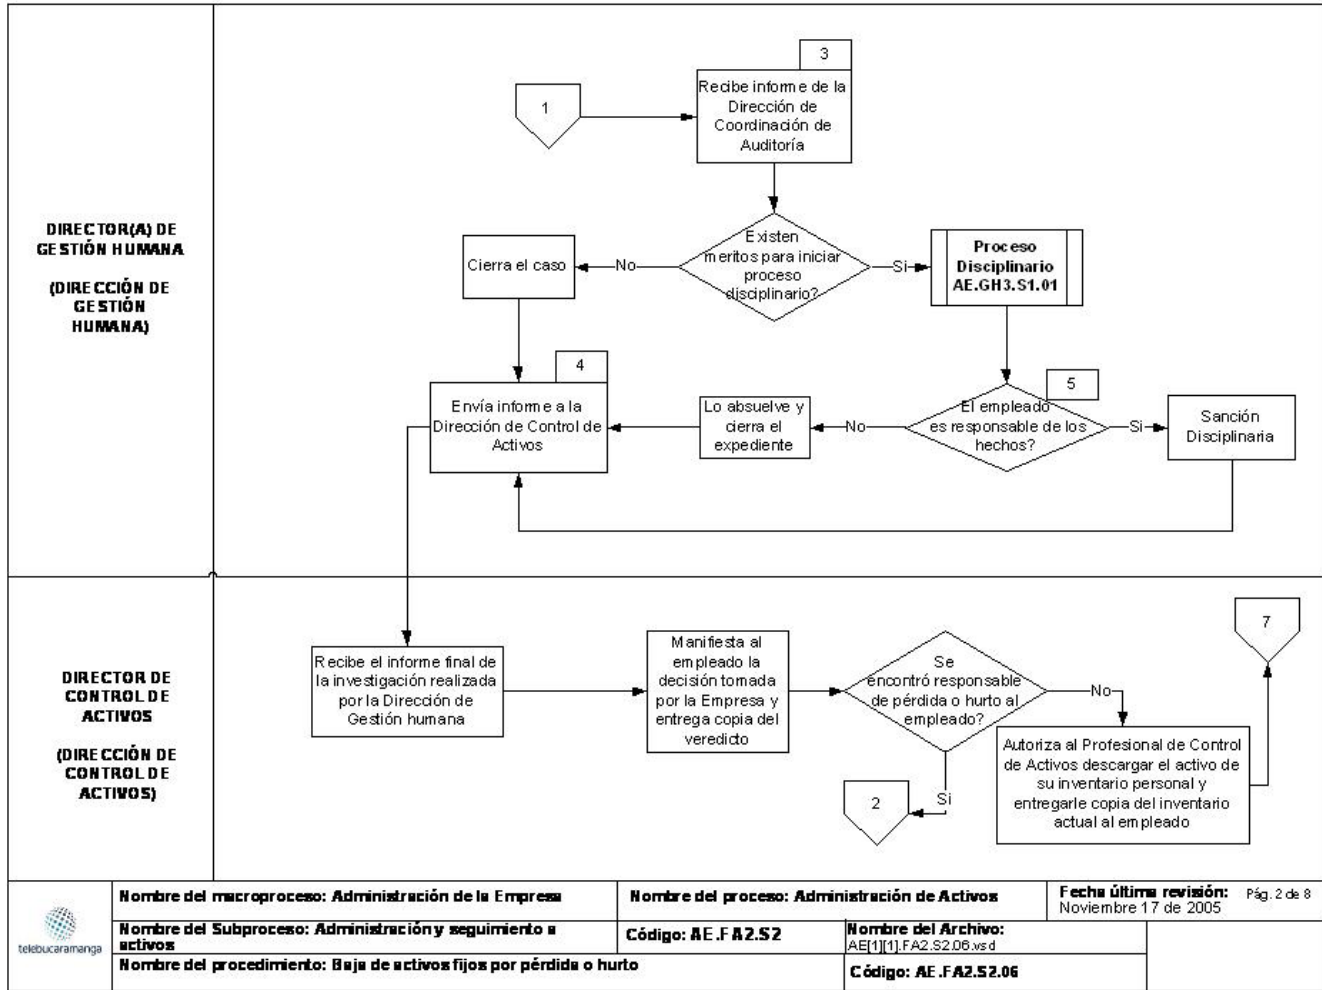 DIRECTOR(A) DE
GESTIÓN HUMANA
(DIRECCIÓN DE
GESTIÓN
HUMANA)
1
3
Recibe informe de la
Dirección de
Coordinación de
Auditoría
Existen
meritos para iniciar
proceso
disciplinario?
No
Si
Cierra el caso
Proceso
Disciplinario
AE.GH3.S1.01
4
Envía informe a la
Dirección de Control de
Activos
Lo absuelve y
cierra el
expediente
No
5
El empleado
es responsable de los
hechos?
Si
Sanción
Disciplinaria
DIRECTOR DE
CONTROL DE
ACTIVOS
(DIRECCIÓN DE
CONTROL DE
ACTIVOS)
Recibe el informe final de
la investigación realizada
por la Dirección de
Gestión humana
Manifiesta al
empleado la
decisión tomada
por la Empresa y
entrega copia del
veredicto
Se
encontró responsable
de pérdida o hurto al
empleado?
No
Si
2
7
Autoriza al Profesional de Control
de Activos descargar el activo de
su inventario personal y
entregarle copia del inventario
actual al empleado
telebucaramanga
Nombre del macroproceso: Administración de la Empresa
Nombre del proceso: Administración de Activos
Fecha última revisión:
Noviembre 17 de 2005
Pág. 2 de 8
Nombre del Subproceso: Administración y seguimiento a
activos
Código: AE.FA2.S2
Nombre del Archivo:
AE[1][1].FA2.S2.06.vsd
Nombre del procedimiento: Baja de activos fijos por pérdida o hurto
Código: AE.FA2.S2.06